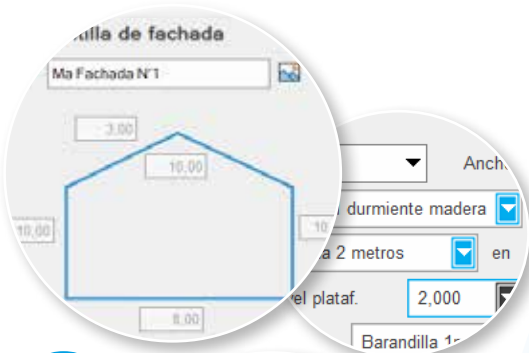 tilla de fachada
Ma Fachada N°1
3,00
10,00
10,00
10
8,00
Anch
durmiente madera
a 2 metros
en
el plataf.
2,000
Barandilla 1